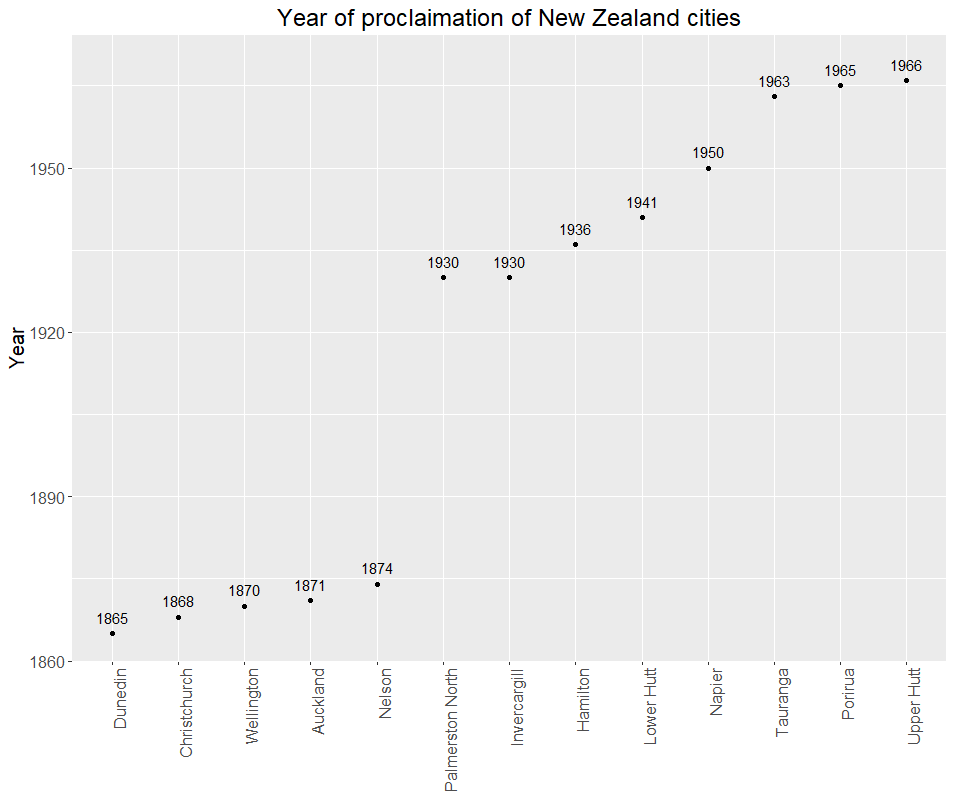 Year of proclaimation of New Zealand cities
Year
1950
1920
1890
1860
1865
1868
1870
1871
1874
1930
1930
1936
1941
1950
1963
1965
1966
Dunedin
Christchurch
Wellington
Auckland
Nelson
Palmerston North
Invercargill
Hamilton
Lower Hutt
Napier
Tauranga
Porirua
Upper Hutt